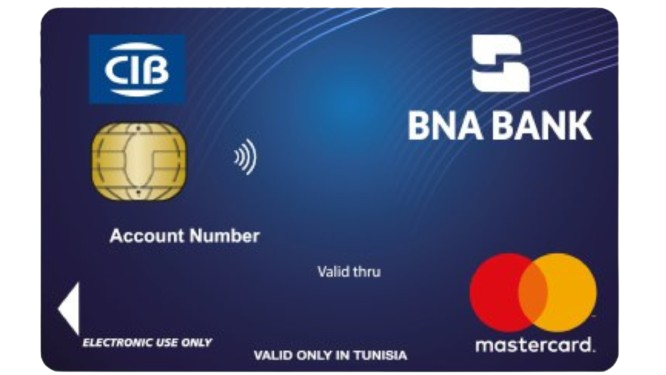 CIB
BNA BANK
Account Number
Valid thru
mastercard.
ELECTRONIC USE ONLY
VALID ONLY IN TUNISIA